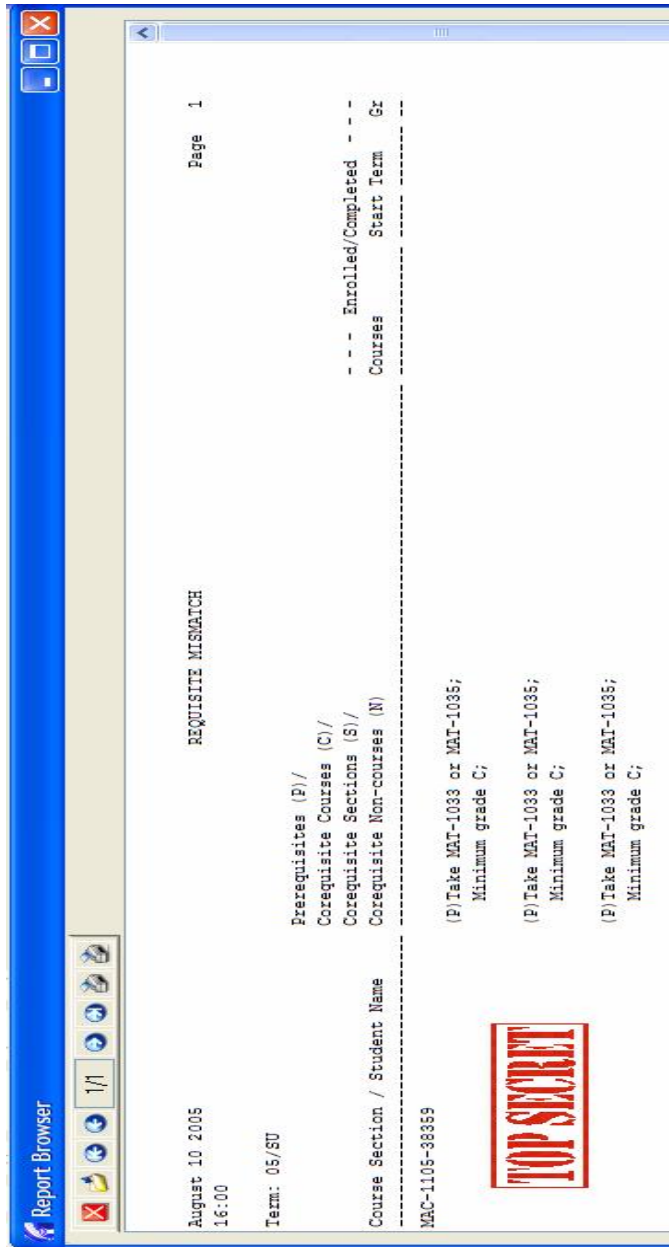 Report Browser
1/1
August 10 2005 REQUISITE MISMATCH Page 1
16:00
Term: 05/SU
Prerequisites (P)/
Corequisite Courses (C)/
Corequisite Sections (S)/ - - - Enrolled/Completed - - -
Course Section / Student Name Corequisite Non-courses (N) Courses Start Term Gr
MAC-1105-38359
(P)Take MAT-1033 or MAT-1035;
Minimum grade C;
TOP SECRET
(P)Take MAT-1033 or MAT-1035;
Minimum grade C;
(P)Take MAT-1033 or MAT-1035;
Minimum grade C;